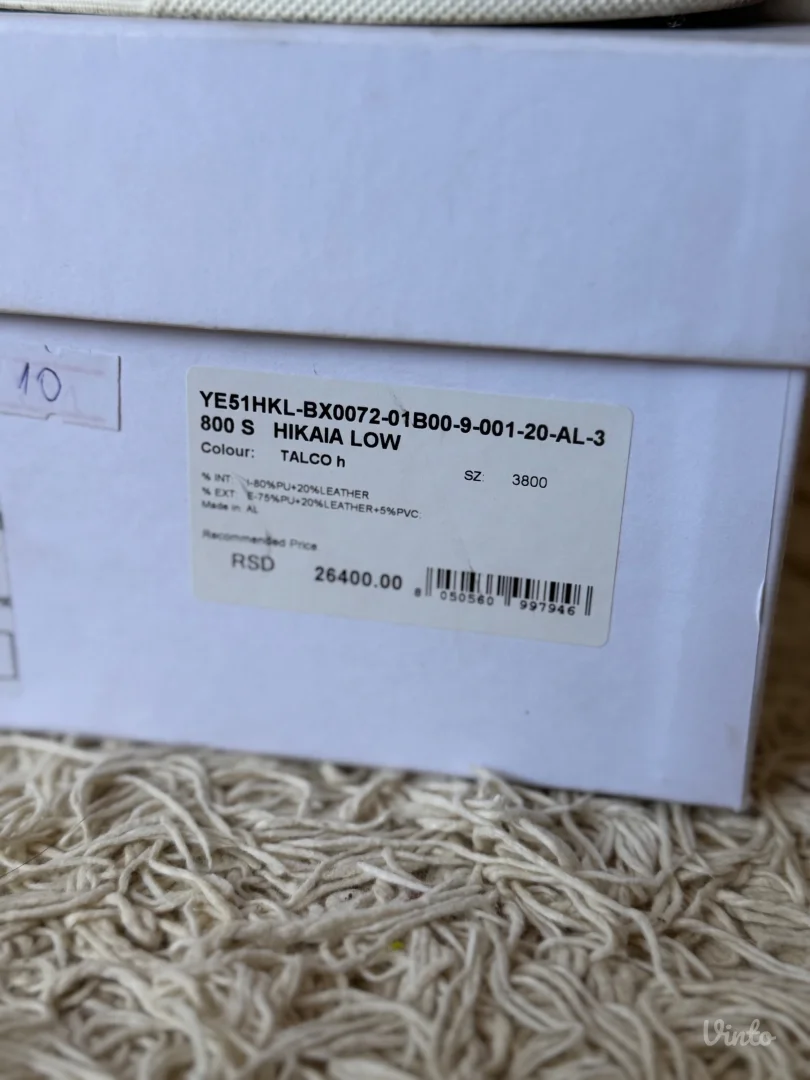 10
YE51HKL-BX0072-01B00-9-001-20-AL-3
800 S HIKAIA LOW
Colour: TALCO h
SZ: 3800
% INT: I-80%PU+20%LEATHER
% EXT: E-75%PU+20%LEATHER+5%PVC;
Made in: AL
Recommended Price
RSD 26400.00
8 050560 997946
Vinto